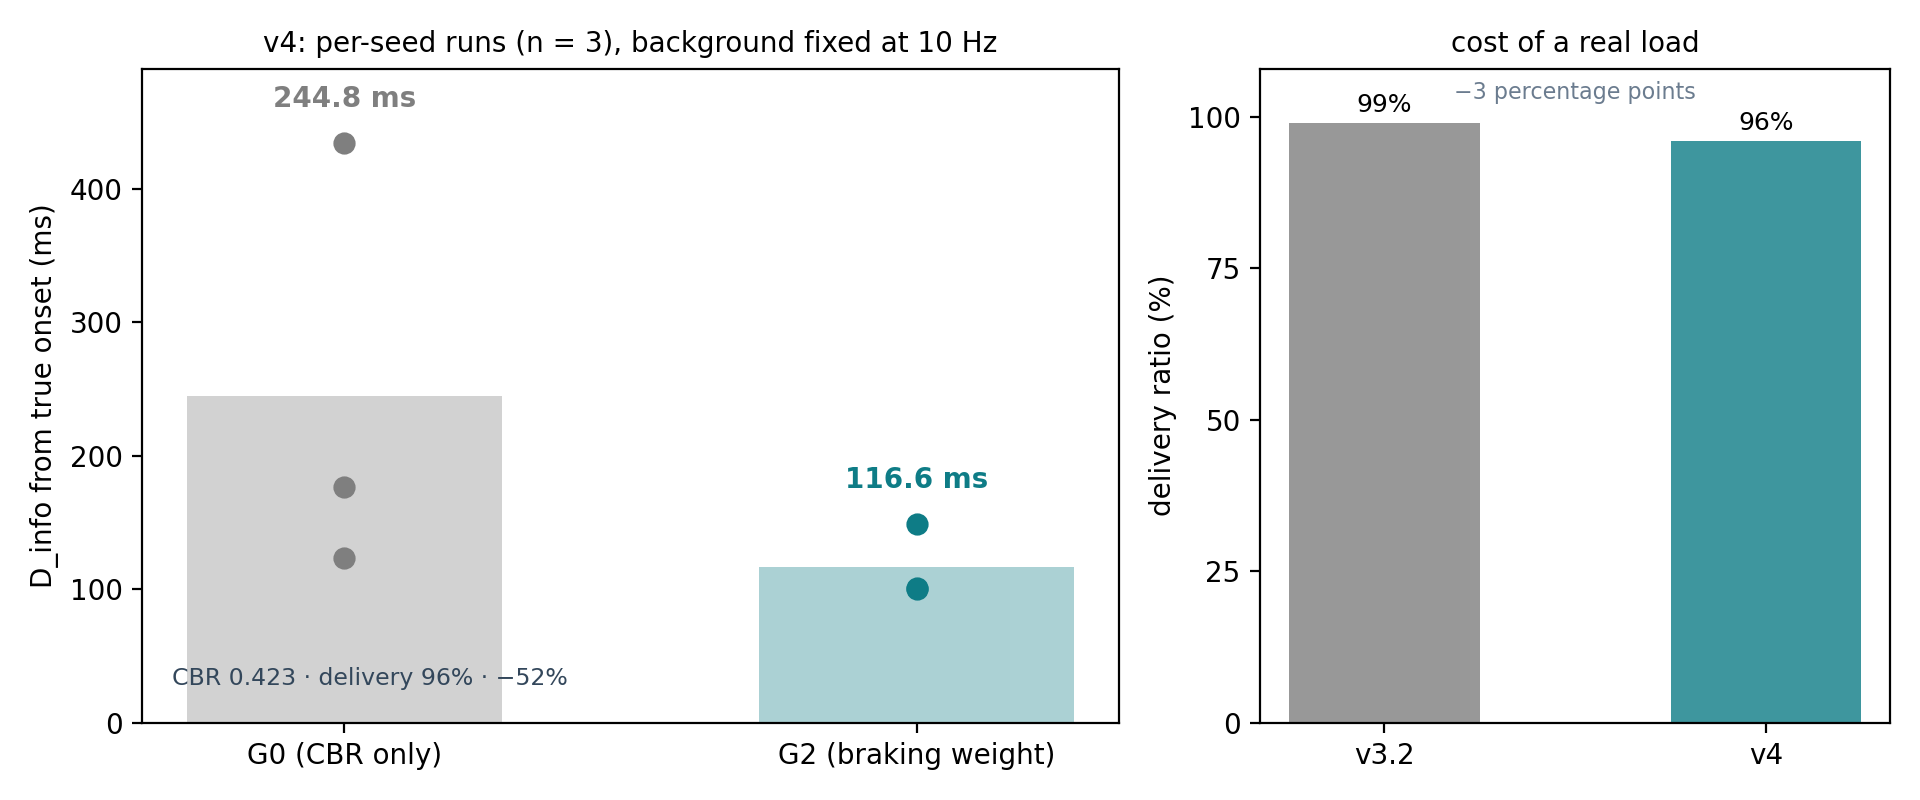 v4: per-seed runs (n = 3), background fixed at 10 Hz
D_info from true onset (ms)
400
300
200
100
0
244.8 ms
116.6 ms
CBR 0.423 · delivery 96% · −52%
G0 (CBR only)
G2 (braking weight)
cost of a real load
delivery ratio (%)
100
75
50
25
0
−3 percentage points
99%
96%
v3.2
v4